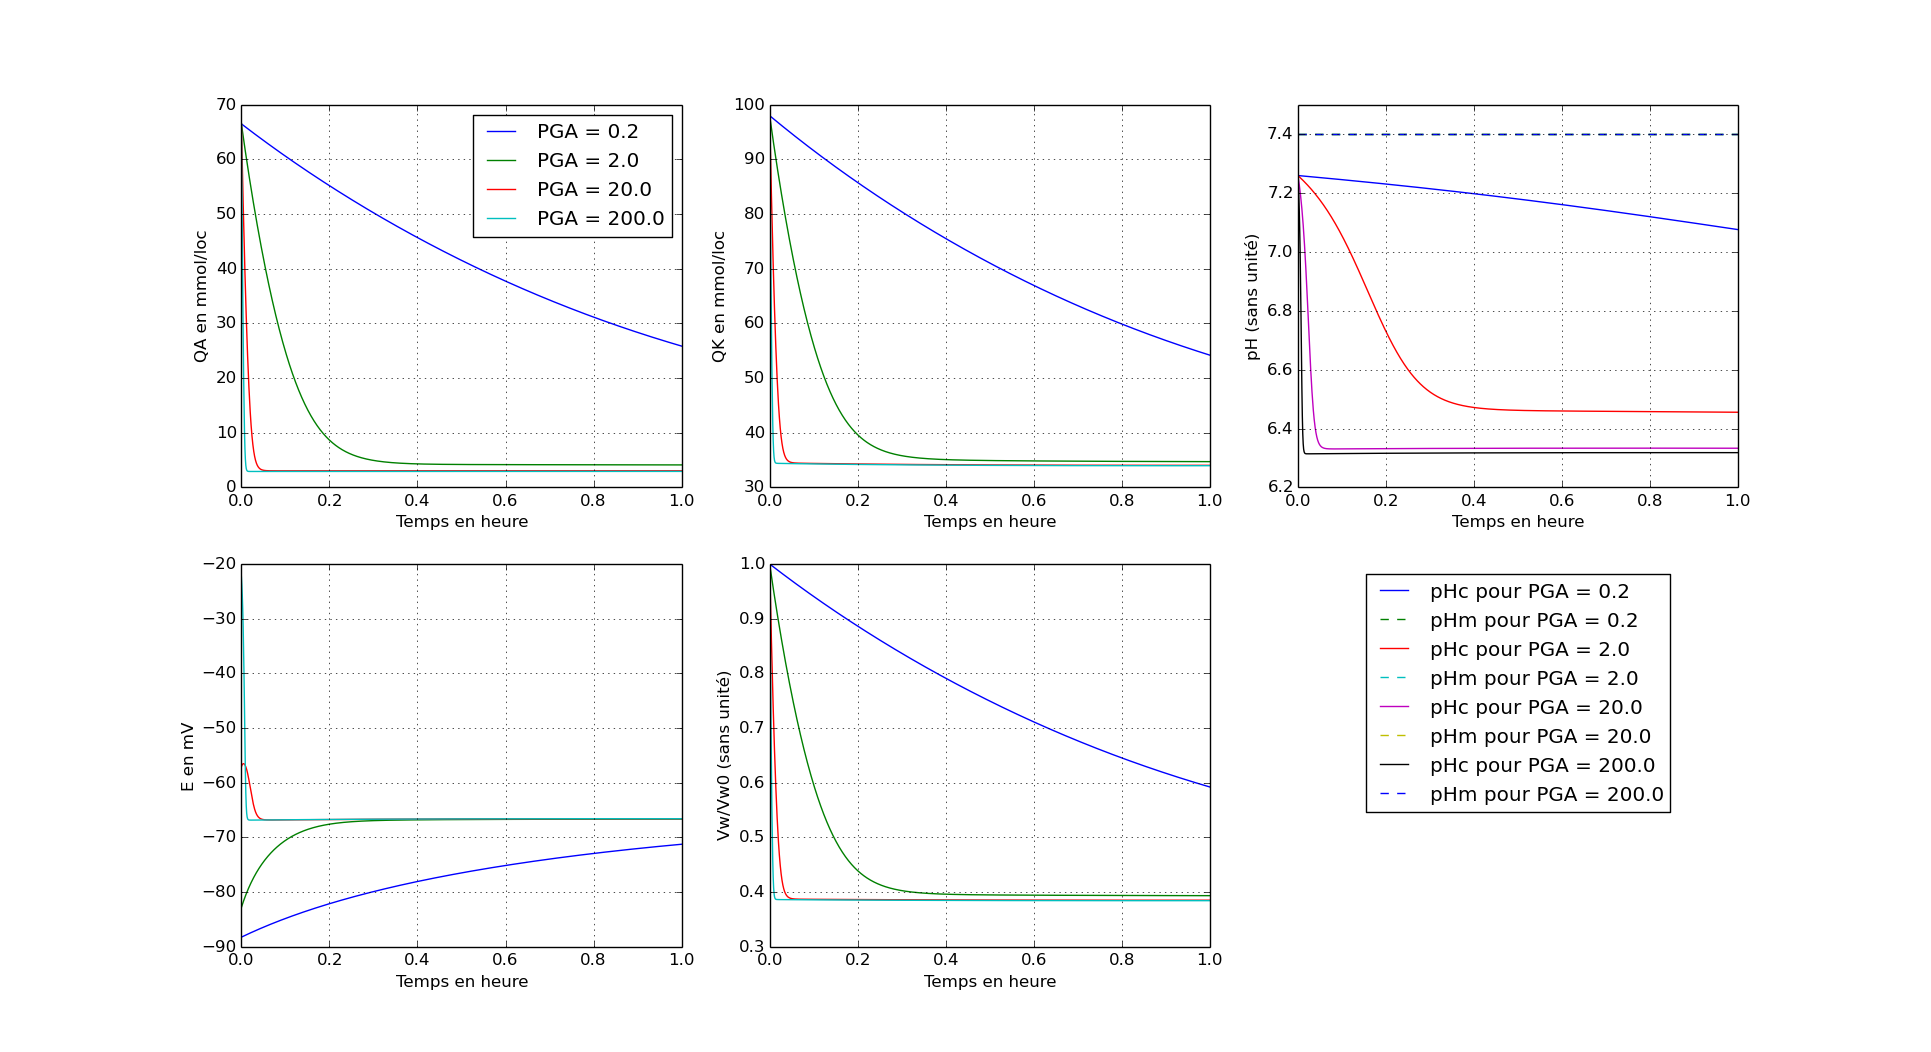 70
60
50
40
30
20
10
0
QA en mmol/loc
PGA = 0.2
PGA = 2.0
PGA = 20.0
PGA = 200.0
0.0 0.2 0.4 0.6 0.8 1.0
Temps en heure
100
90
80
70
60
50
40
30
QK en mmol/loc
0.0 0.2 0.4 0.6 0.8 1.0
Temps en heure
7.4
7.2
7.0
6.8
6.6
6.4
6.2
pH (sans unité)
0.0 0.2 0.4 0.6 0.8 1.0
Temps en heure
−20
−30
−40
−50
−60
−70
−80
−90
E en mV
0.0 0.2 0.4 0.6 0.8 1.0
Temps en heure
1.0
0.9
0.8
0.7
0.6
0.5
0.4
0.3
Vw/Vw0 (sans unité)
0.0 0.2 0.4 0.6 0.8 1.0
Temps en heure
pHc pour PGA = 0.2
pHm pour PGA = 0.2
pHc pour PGA = 2.0
pHm pour PGA = 2.0
pHc pour PGA = 20.0
pHm pour PGA = 20.0
pHc pour PGA = 200.0
pHm pour PGA = 200.0